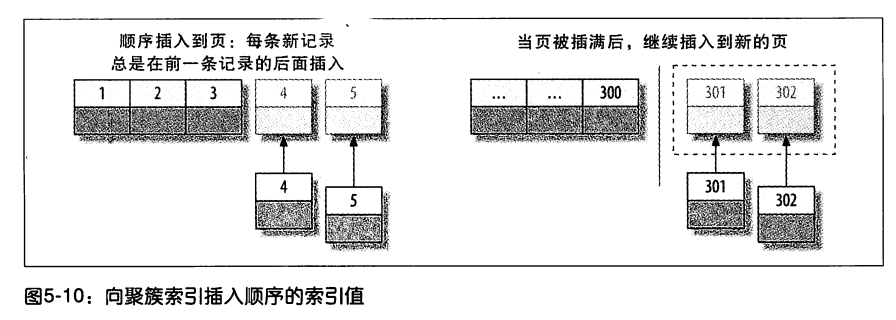 顺序插入到页：每条新记录
总是在前一条记录的后面插入
1 2 3 4 5
4
5
当页被插满后，继续插入到新的页
... ... 300 301 302
301
302
图5-10：向聚簇索引插入顺序的索引值